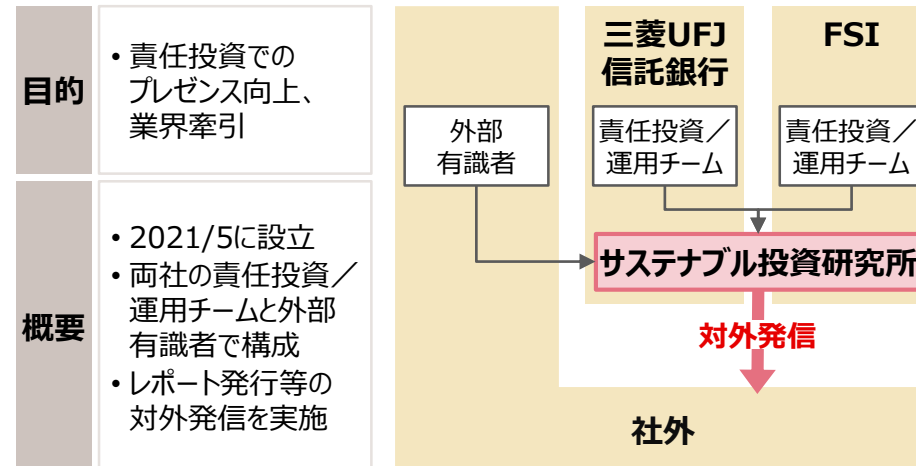 目的
• 責任投資での
プレゼンス向上、
業界牽引
概要
• 2021/5に設立
• 両社の責任投資／
運用チームと外部
有識者で構成
• レポート発行等の
対外発信を実施
三菱UFJ
信託銀行
FSI
外部
有識者
責任投資／
運用チーム
責任投資／
運用チーム
サステナブル投資研究所
対外発信
社外